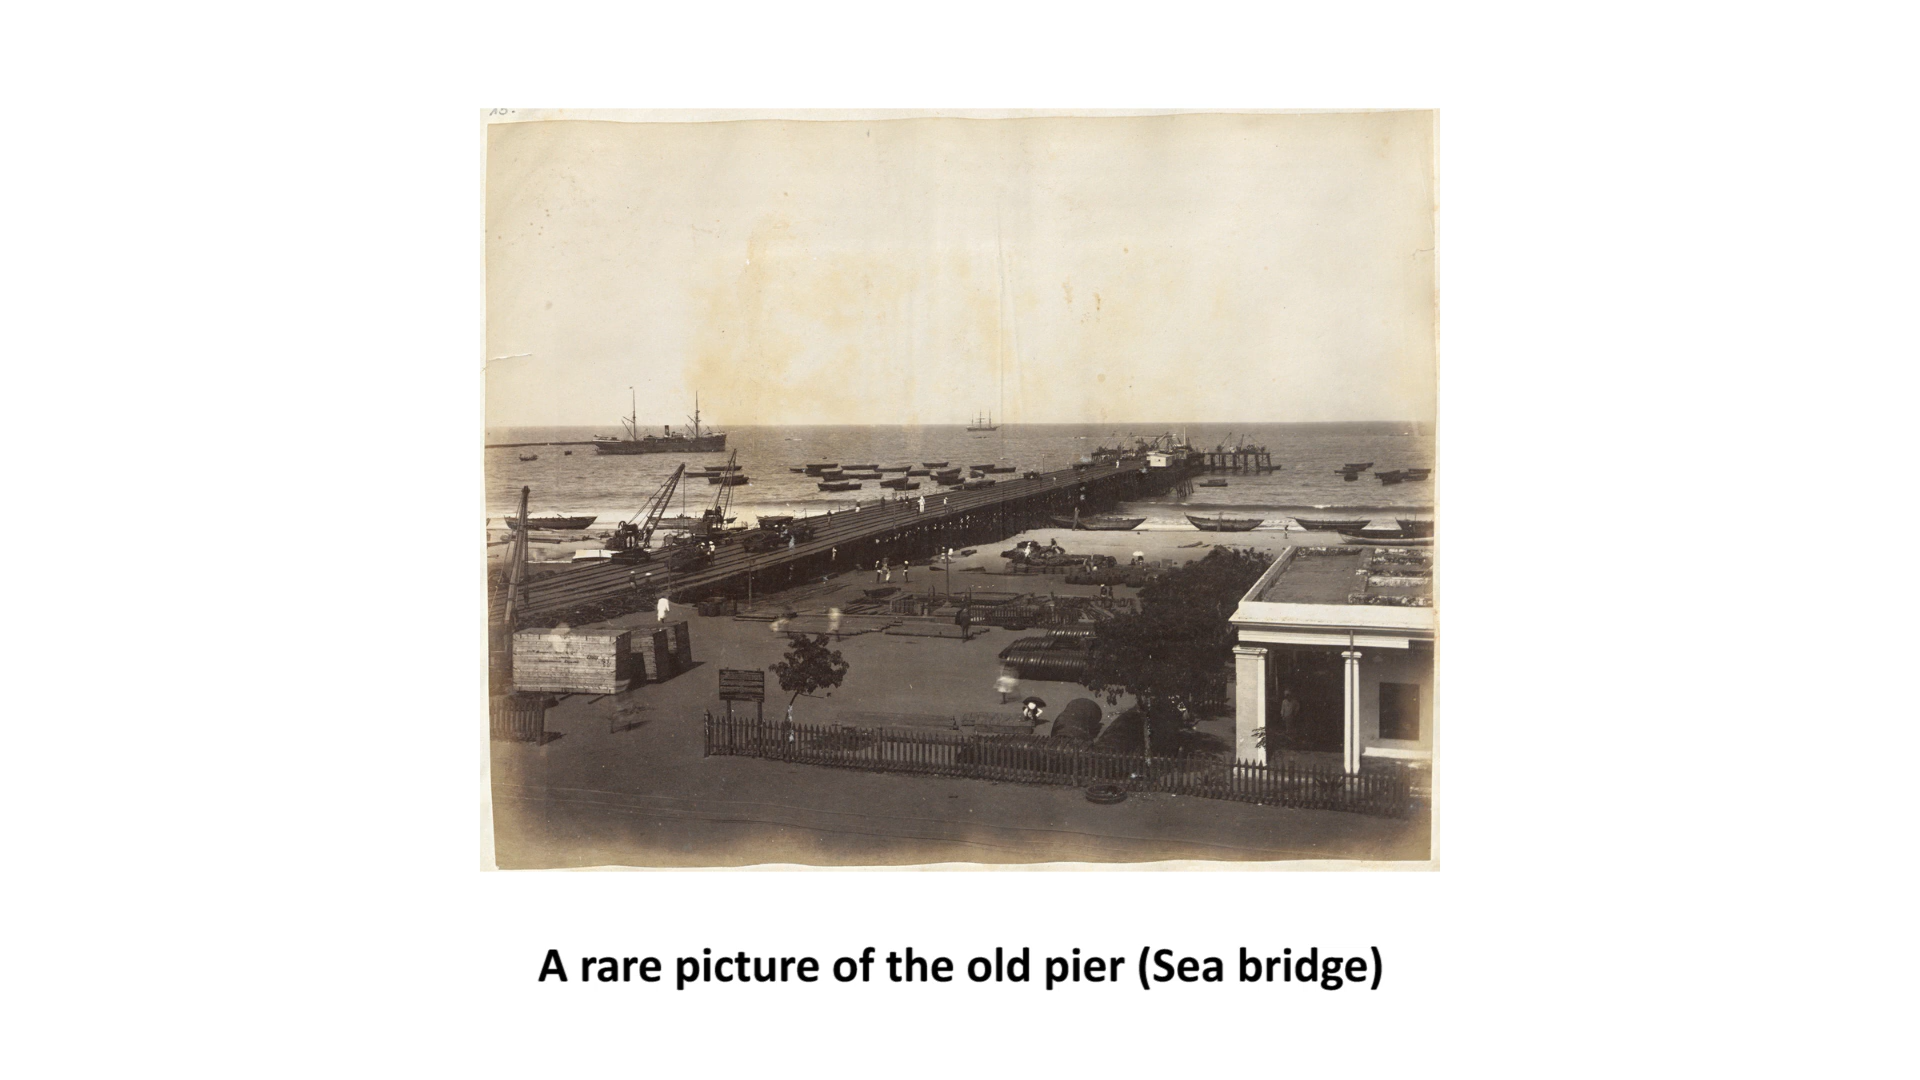 A rare picture of the old pier (Sea bridge)